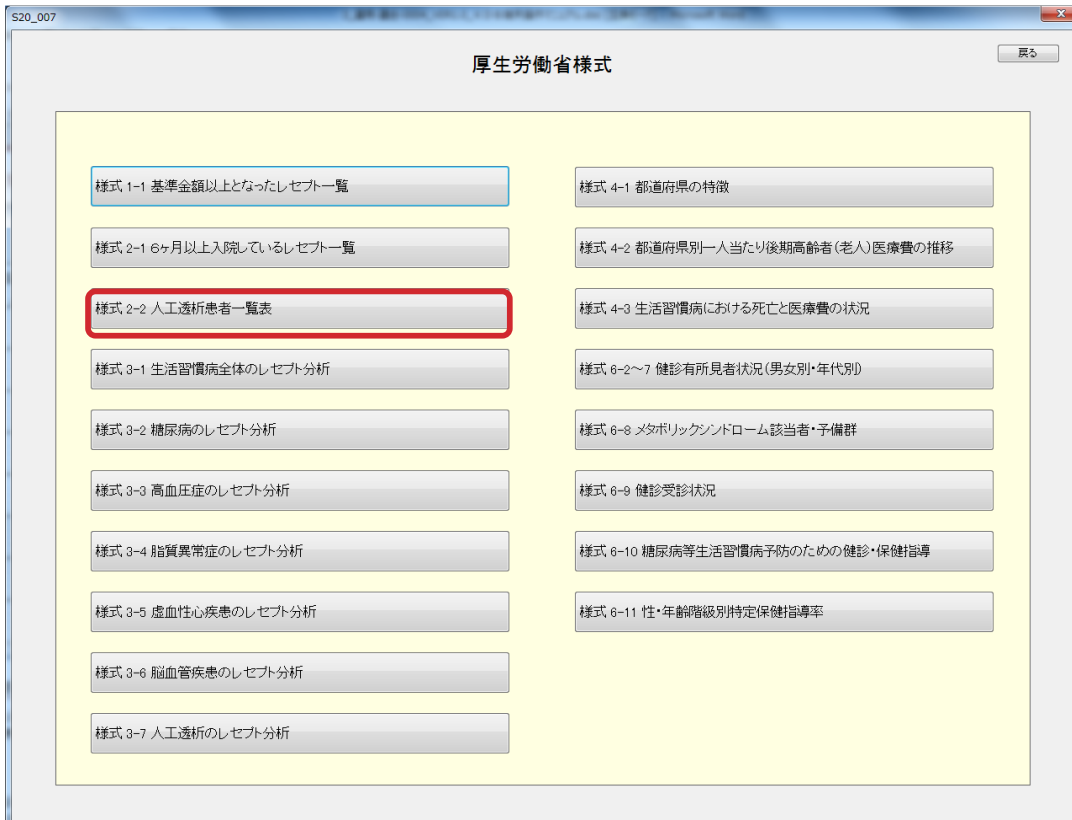 S20_007
厚生労働省様式
戻る
様式 1-1 基準金額以上となったレセプト一覧
様式 2-1 6ヶ月以上入院しているレセプト一覧
様式 2-2 人工透析患者一覧表
様式 3-1 生活習慣病全体のレセプト分析
様式 3-2 糖尿病のレセプト分析
様式 3-3 高血圧症のレセプト分析
様式 3-4 脂質異常症のレセプト分析
様式 3-5 虚血性心疾患のレセプト分析
様式 3-6 脳血管疾患のレセプト分析
様式 3-7 人工透析のレセプト分析
様式 4-1 都道府県の特徴
様式 4-2 都道府県別一人当たり後期高齢者(老人)医療費の推移
様式 4-3 生活習慣病における死亡と医療費の状況
様式 6-2～7 健診有所見者状況(男女別・年代別)
様式 6-8 メタボリックシンドローム該当者・予備群
様式 6-9 健診受診状況
様式 6-10 糖尿病等生活習慣病予防のための健診・保健指導
様式 6-11 性・年齢階級別特定保健指導率